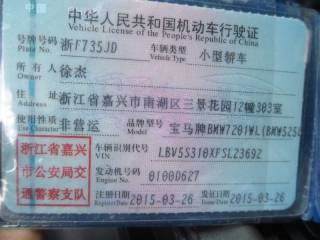 中华人民共和国机动车行驶证
Vehicle License of the People's Republic of China
号牌号码 浙F735JD 车辆类型 小型轿车
Plate No. Vehicle Type
所有人 徐杰
Owner
住址 浙江省嘉兴市南湖区三景花园12幢303室
Address
使用性质 非营运 品牌型号 宝马牌BMW7201WL(BMW525
Use Character Model
浙江省嘉兴市公安局交通警察支队
车辆识别代号 LBV5S310XFSL23692
VIN
发动机号码 0100D627
Engine No.
注册日期 2015-03-26 发证日期 2015-03-26
Register Date Issue Date